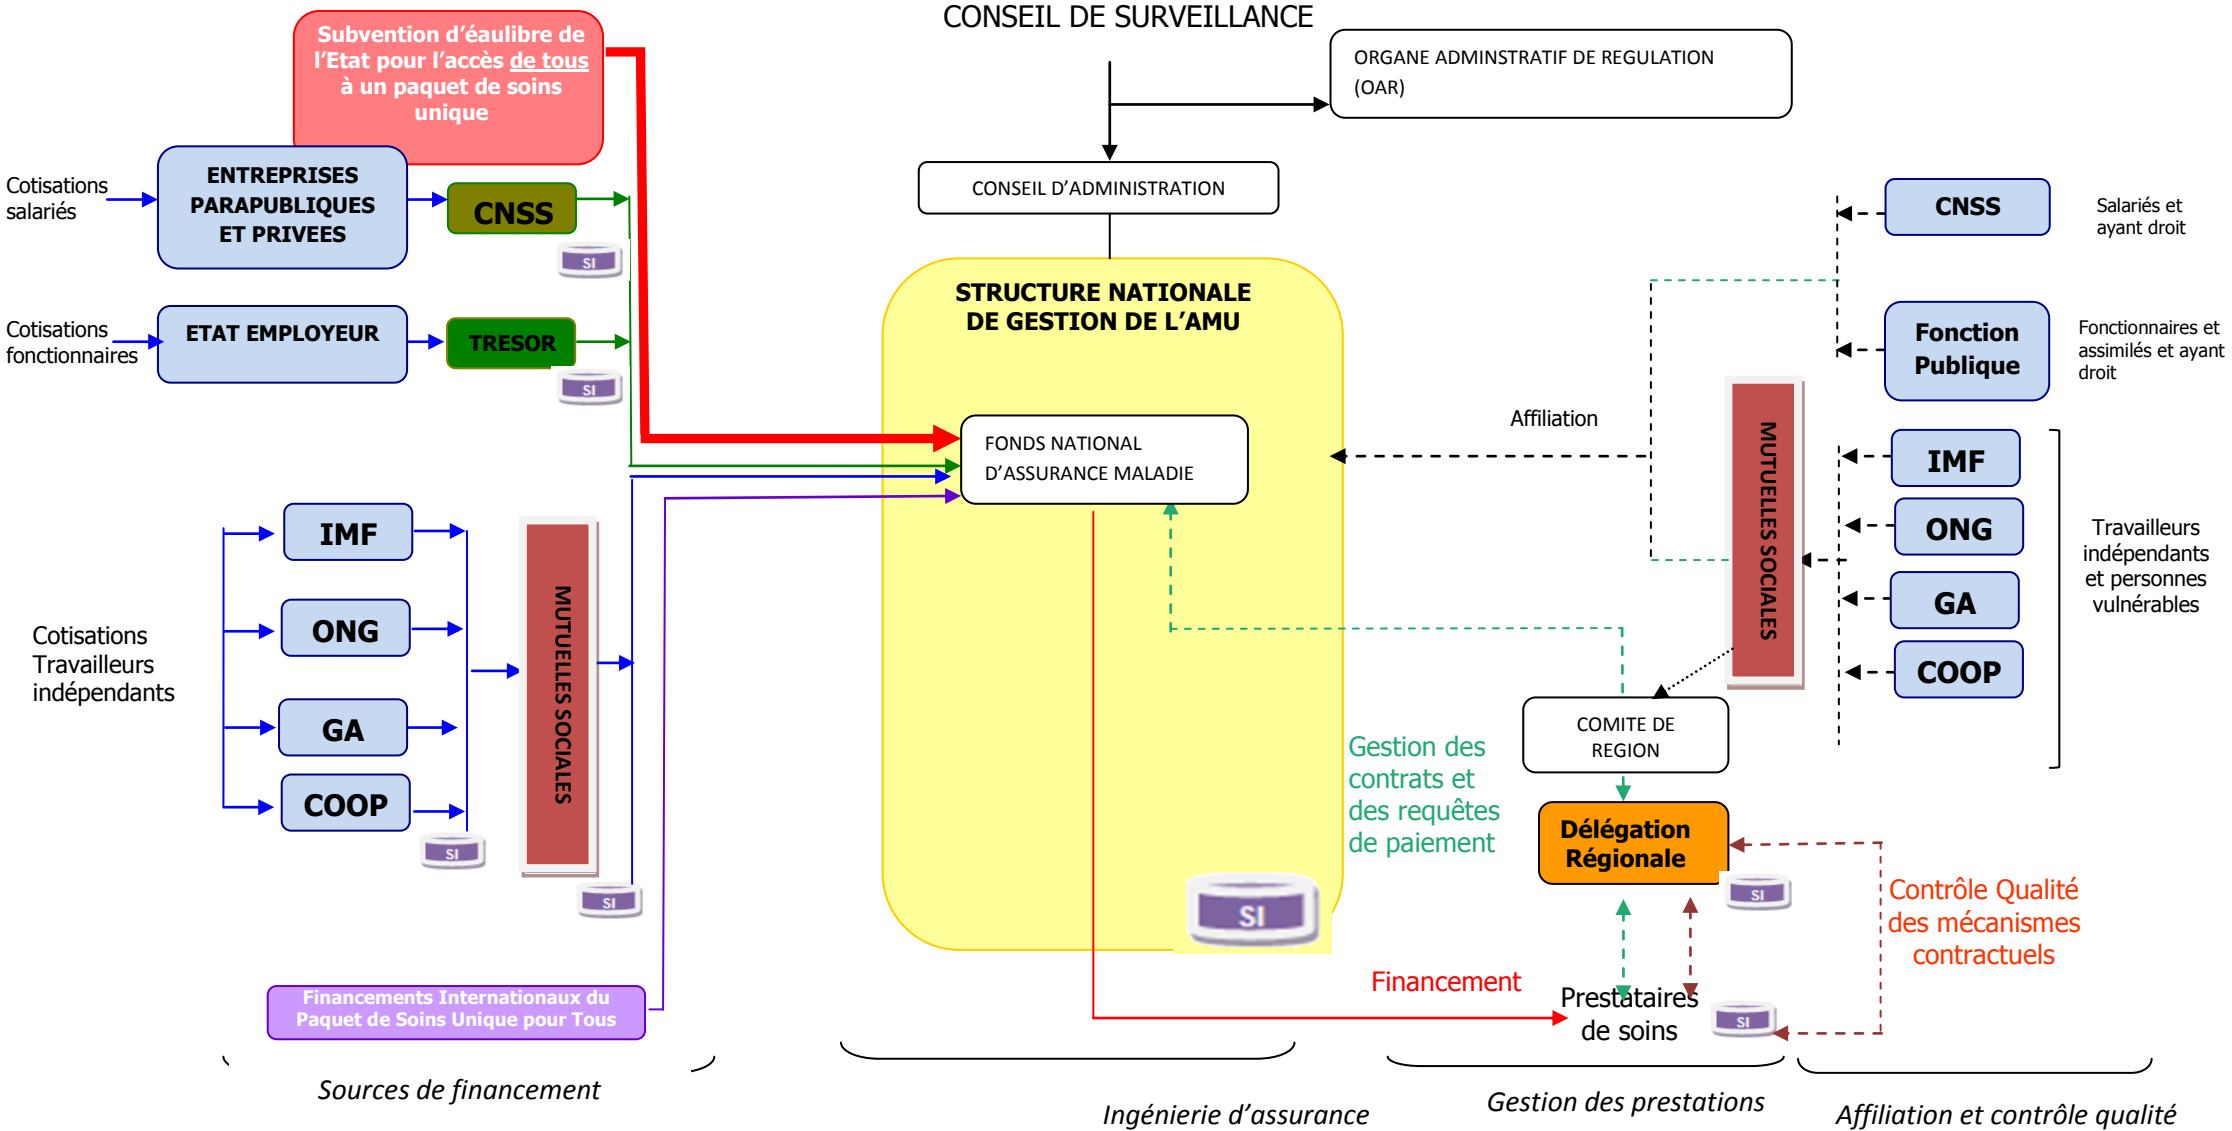 CONSEIL DE SURVEILLANCE
Subvention d'éaulibre de
l'Etat pour l'accès de tous
à un paquet de soins
unique
ORGANE ADMINSTRATIF DE REGULATION
(OAR)
CONSEIL D'ADMINISTRATION
Cotisations
salariés
ENTREPRISES
PARAPUBLIQUES
ET PRIVEES
CNSS
SI
Cotisations
fonctionnaires
ETAT EMPLOYEUR
TRESOR
SI
STRUCTURE NATIONALE
DE GESTION DE L'AMU
FONDS NATIONAL
D'ASSURANCE MALADIE
SI
Cotisations
Travailleurs
indépendants
IMF
ONG
GA
COOP
SI
MUTUELLES SOCIALES
SI
Financements Internationaux du
Paquet de Soins Unique pour Tous
CNSS
Salariés et
ayant droit
Fonction
Publique
Fonctionnaires et
assimilés et ayant
droit
Affiliation
MUTUELLES SOCIALES
IMF
ONG
GA
COOP
Travailleurs
indépendants
et personnes
vulnérables
COMITE DE
REGION
Gestion des
contrats et
des requêtes
de paiement
Délégation
Régionale
SI
Contrôle Qualité
des mécanismes
contractuels
Financement
Prestataires
de soins
SI
Sources de financement
Ingénierie d'assurance
Gestion des prestations
Affiliation et contrôle qualité